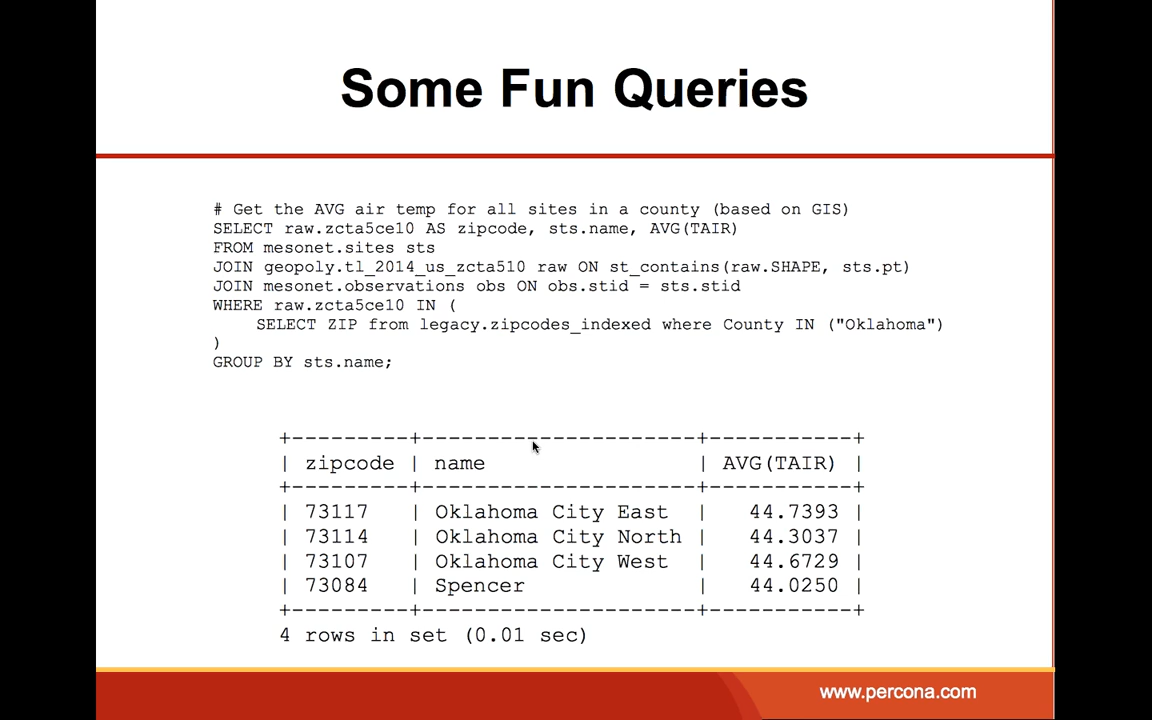 Some Fun Queries
# Get the AVG air temp for all sites in a county (based on GIS)
SELECT raw.zcta5ce10 AS zipcode, sts.name, AVG(TAIR)
FROM mesonet.sites sts
JOIN geopoly.tl_2014_us_zcta510 raw ON st_contains(raw.SHAPE, sts.pt)
JOIN mesonet.observations obs ON obs.stid = sts.stid
WHERE raw.zcta5ce10 IN (
    SELECT ZIP from legacy.zipcodes_indexed where County IN ("Oklahoma")
)
GROUP BY sts.name;
+---------+----------------------+-----------+
| zipcode | name                 | AVG(TAIR) |
+---------+----------------------+-----------+
| 73117   | Oklahoma City East   |   44.7393 |
| 73114   | Oklahoma City North  |   44.3037 |
| 73107   | Oklahoma City West   |   44.6729 |
| 73084   | Spencer              |   44.0250 |
+---------+----------------------+-----------+
4 rows in set (0.01 sec)
www.percona.com